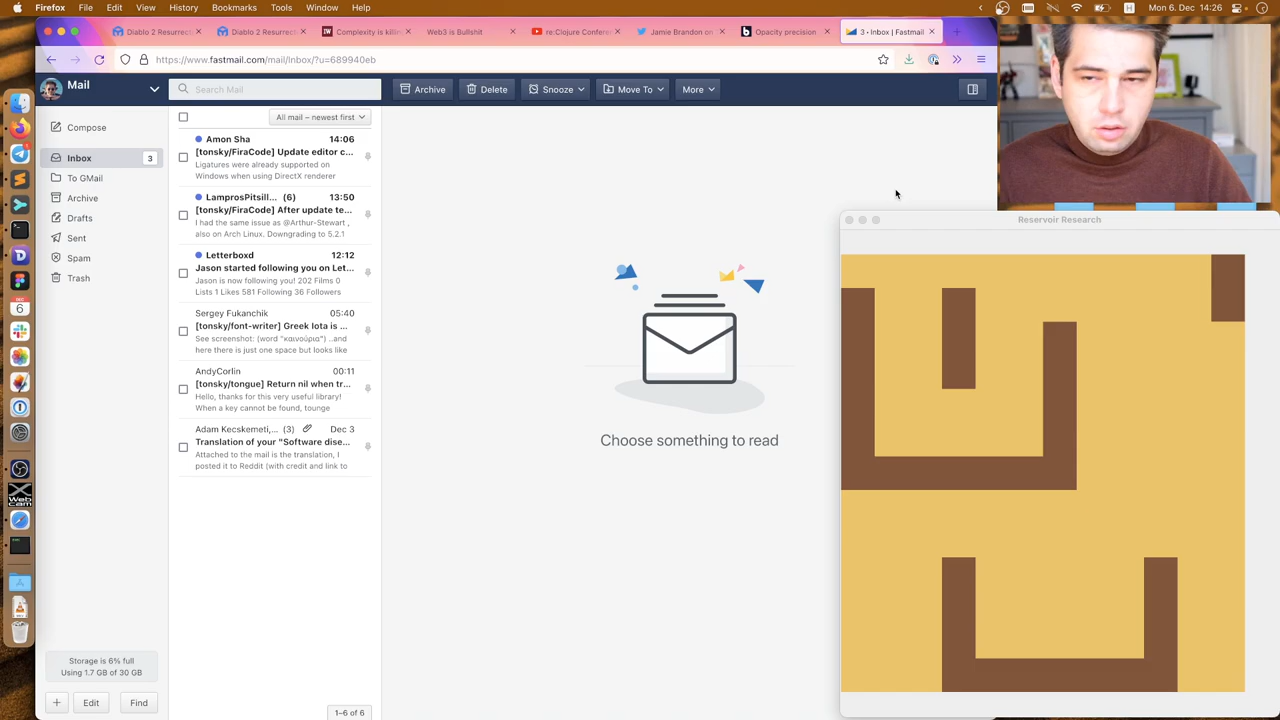 Firefox File Edit View History Bookmarks Tools Window Help
Mon 6. Dec 14:26
Diablo 2 Resurrect
Diablo 2 Resurrect
Complexity is killing
Web3 is Bullshit
re:Clojure Confere
Jamie Brandon on
Opacity precision
3 • Inbox | Fastmail
https://www.fastmail.com/mail/Inbox/?u=689940eb
Mail
Search Mail
Archive
Delete
Snooze
Move To
More
Compose
Inbox 3
To GMail
Archive
Drafts
Sent
Spam
Trash
All mail – newest first
Amon Sha 14:06
[tonsky/FiraCode] Update editor c...
Ligatures were already supported on
Windows when using DirectX renderer
LamprosPitsill... (6) 13:50
[tonsky/FiraCode] After update te...
I had the same issue as @Arthur-Stewart ,
also on Arch Linux. Downgrading to 5.2.1
Letterboxd 12:12
Jason started following you on Let...
Jason is now following you! 202 Films 0
Lists 1 Likes 581 Following 36 Followers
Sergey Fukanchik 05:40
[tonsky/font-writer] Greek Iota is ...
See screenshot: (word "καινούρια") ..and
here there is just one space but looks like
AndyCorlin 00:11
[tonsky/tongue] Return nil when tr...
Hello, thanks for this very useful library!
When a key cannot be found, tounge
Adam Kecskemeti,... (3) Dec 3
Translation of your "Software dise...
Attached to the mail is the translation, I
posted it to Reddit (with credit and link to
Choose something to read
Reservoir Research
Storage is 6% full
Using 1.7 GB of 30 GB
Edit
Find
1–6 of 6
DEC
6
Web
cam